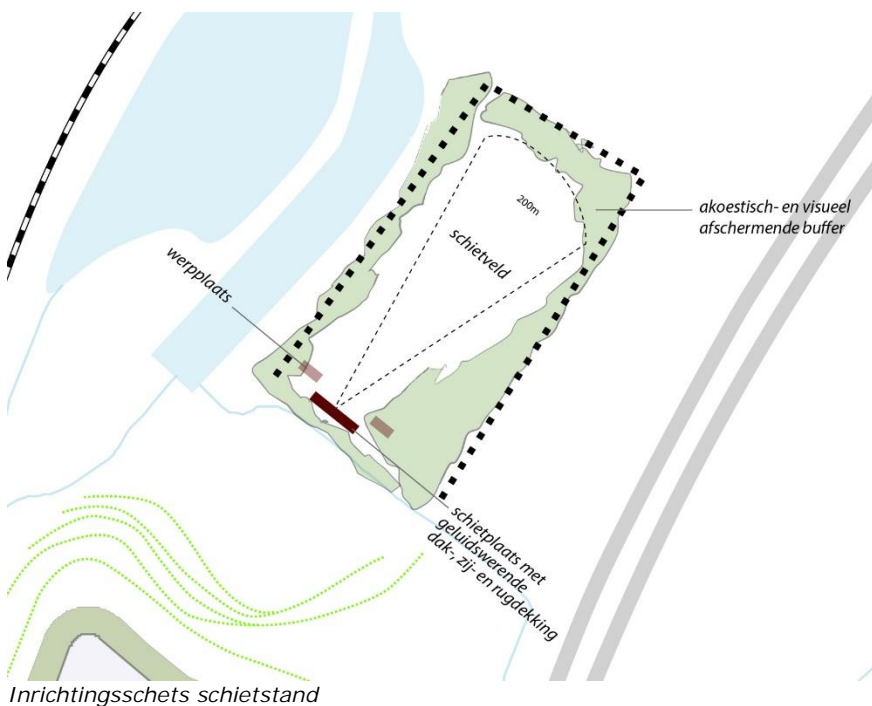 200m
schietveld
akoestisch- en visueel
afschermende buffer
werpplaats
schietplaats met
geluidswerende
dak-, zij- en rugdekking
Inrichtingsschets schietstand